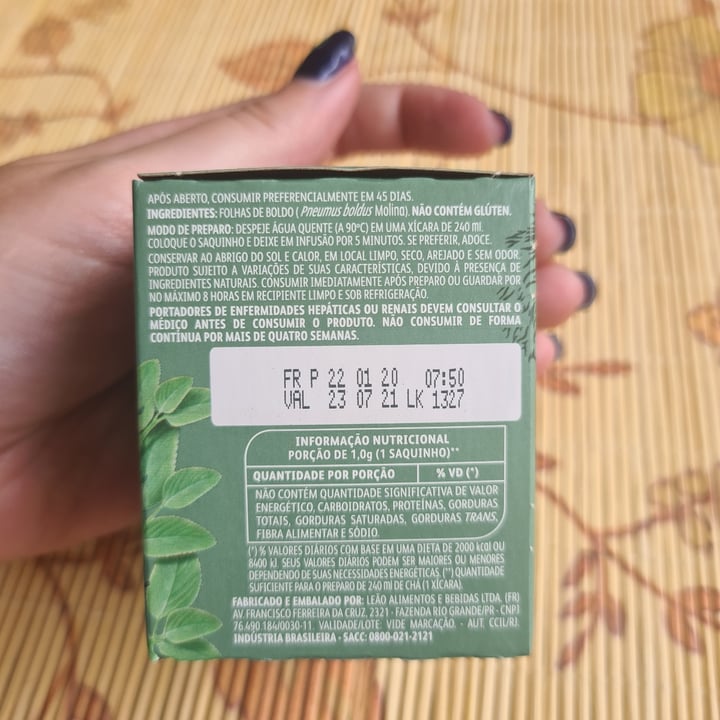 APÓS ABERTO, CONSUMIR PREFERENCIALMENTE EM 45 DIAS.
INGREDIENTES: FOLHAS DE BOLDO ( Pneumus boldus Molina). NÃO CONTÉM GLÚTEN.
MODO DE PREPARO: DESPEJE ÁGUA QUENTE (A 90ºC) EM UMA XÍCARA DE 240 ml.
COLOQUE O SAQUINHO E DEIXE EM INFUSÃO POR 5 MINUTOS. SE PREFERIR, ADOCE.
CONSERVAR AO ABRIGO DO SOL E CALOR, EM LOCAL LIMPO, SECO, AREJADO E SEM ODOR.
PRODUTO SUJEITO A VARIAÇÕES DE SUAS CARACTERÍSTICAS, DEVIDO À PRESENÇA DE
INGREDIENTES NATURAIS. CONSUMIR IMEDIATAMENTE APÓS PREPARO OU GUARDAR POR
NO MÁXIMO 8 HORAS EM RECIPIENTE LIMPO E SOB REFRIGERAÇÃO.
PORTADORES DE ENFERMIDADES HEPÁTICAS OU RENAIS DEVEM CONSULTAR O
MÉDICO ANTES DE CONSUMIR O PRODUTO. NÃO CONSUMIR DE FORMA
CONTÍNUA POR MAIS DE QUATRO SEMANAS.
FR P 22 01 20 07:50
VAL 23 07 21 LK 1327
INFORMAÇÃO NUTRICIONAL
PORÇÃO DE 1,0g (1 SAQUINHO)**
QUANTIDADE POR PORÇÃO % VD (*)
NÃO CONTÉM QUANTIDADE SIGNIFICATIVA DE VALOR
ENERGÉTICO, CARBOIDRATOS, PROTEÍNAS, GORDURAS
TOTAIS, GORDURAS SATURADAS, GORDURAS TRANS,
FIBRA ALIMENTAR E SÓDIO.
(*) % VALORES DIÁRIOS COM BASE EM UMA DIETA DE 2000 kcal OU
8400 kJ. SEUS VALORES DIÁRIOS PODEM SER MAIORES OU MENORES
DEPENDENDO DE SUAS NECESSIDADES ENERGÉTICAS. (**) QUANTIDADE
SUFICIENTE PARA O PREPARO DE 240 ml DE CHÁ (1 XÍCARA).
FABRICADO E EMBALADO POR: LEÃO ALIMENTOS E BEBIDAS LTDA. (FR)
AV. FRANCISCO FERREIRA DA CRUZ, 2321 - FAZENDA RIO GRANDE/PR - CNPJ
76.490.184/0030-11. VALIDADE/LOTE: VIDE MARCAÇÃO. - AUT. CCIL/RJ.
INDÚSTRIA BRASILEIRA - SACC: 0800-021-2121